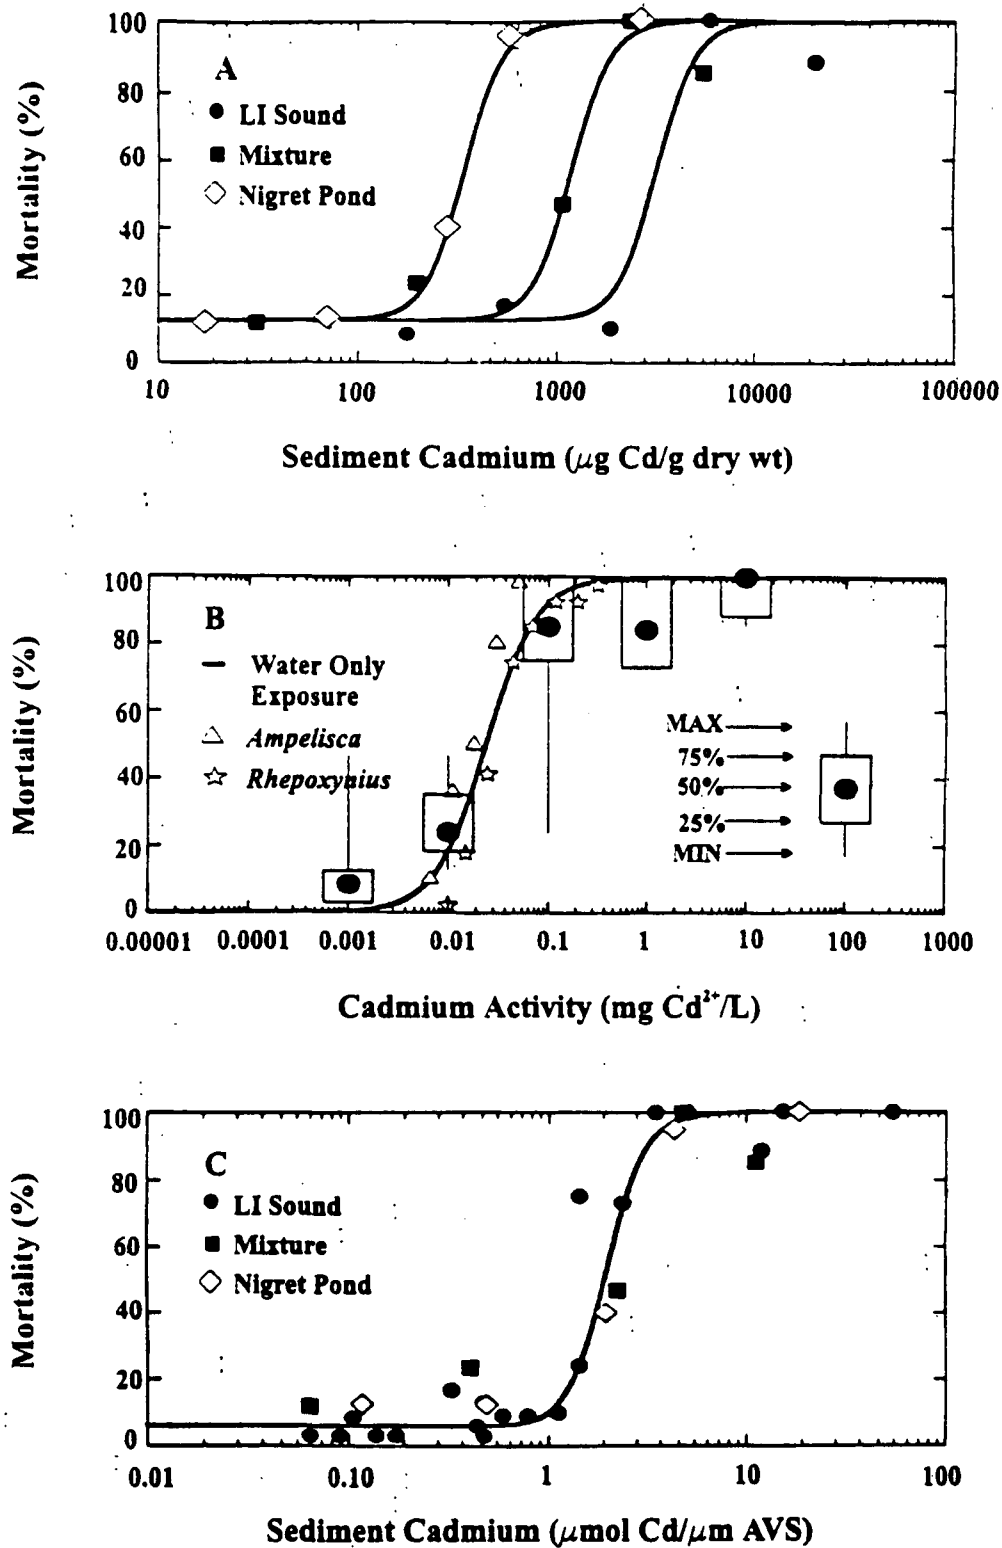 100
80
60
40
20
0
Mortality (%)
A
LI Sound
Mixture
Nigret Pond
10 100 1000 10000 100000
Sediment Cadmium (μg Cd/g dry wt)
100
80
60
40
20
0
Mortality (%)
B
Water Only
Exposure
Ampelisca
Rhepoxynius
MAX
75%
50%
25%
MIN
0.00001 0.0001 0.001 0.01 0.1 1 10 100 1000
Cadmium Activity (mg Cd²⁺/L)
100
80
60
40
20
0
Mortality (%)
C
LI Sound
Mixture
Nigret Pond
0.01 0.10 1 10 100
Sediment Cadmium (μmol Cd/μm AVS)